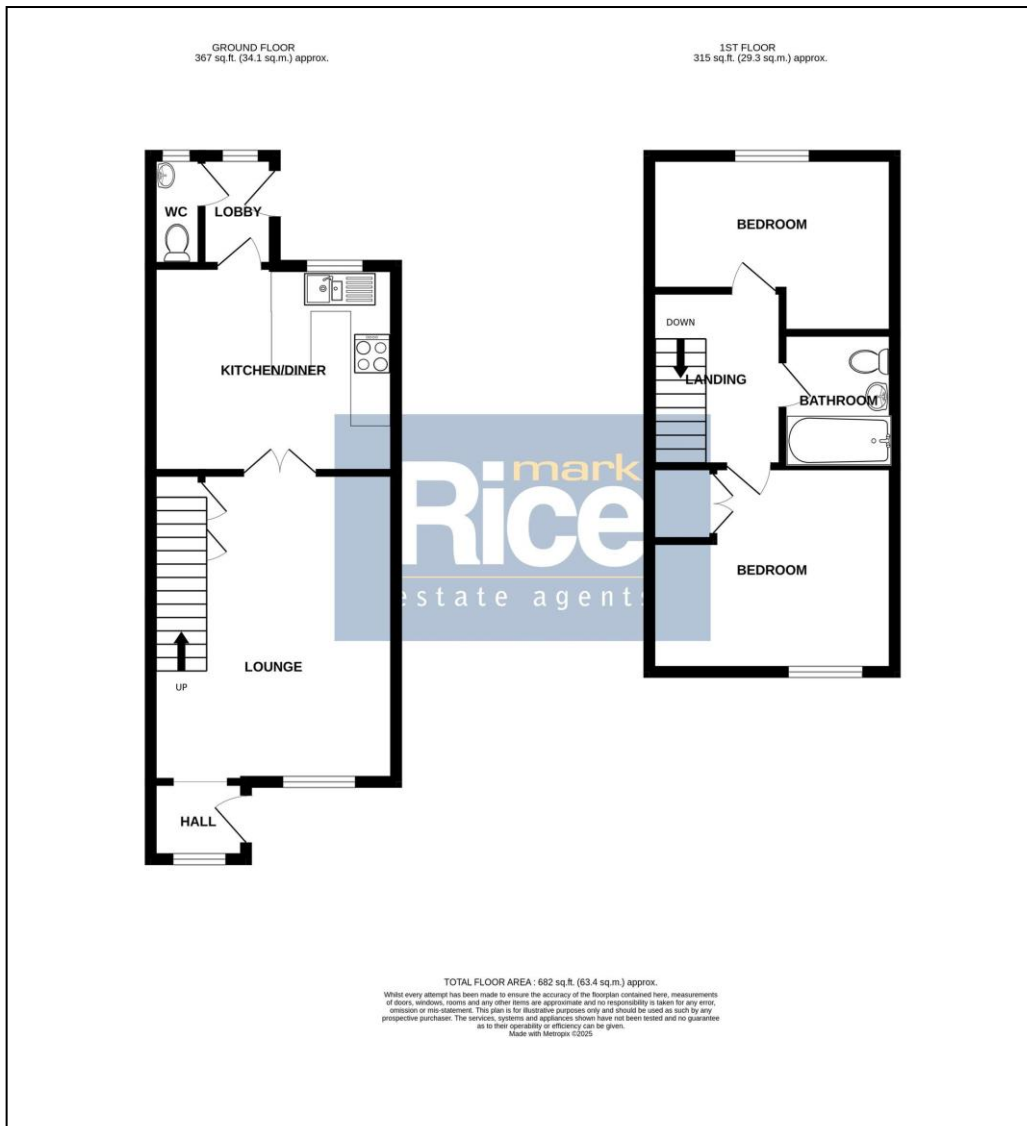 GROUND FLOOR
367 sq.ft. (34.1 sq.m.) approx.
1ST FLOOR
315 sq.ft. (29.3 sq.m.) approx.
WC
LOBBY
KITCHEN/DINER
LOUNGE
UP
HALL
BEDROOM
DOWN
LANDING
BATHROOM
BEDROOM
mark
Rice
estate agents
TOTAL FLOOR AREA : 682 sq.ft. (63.4 sq.m.) approx.
Whilst every attempt has been made to ensure the accuracy of the floorplan contained here, measurements
of doors, windows, rooms and any other items are approximate and no responsibility is taken for any error,
omission or mis-statement. This plan is for illustrative purposes only and should be used as such by any
prospective purchaser. The services, systems and appliances shown have not been tested and no guarantee
as to their operability or efficiency can be given.
Made with Metropix ©2025